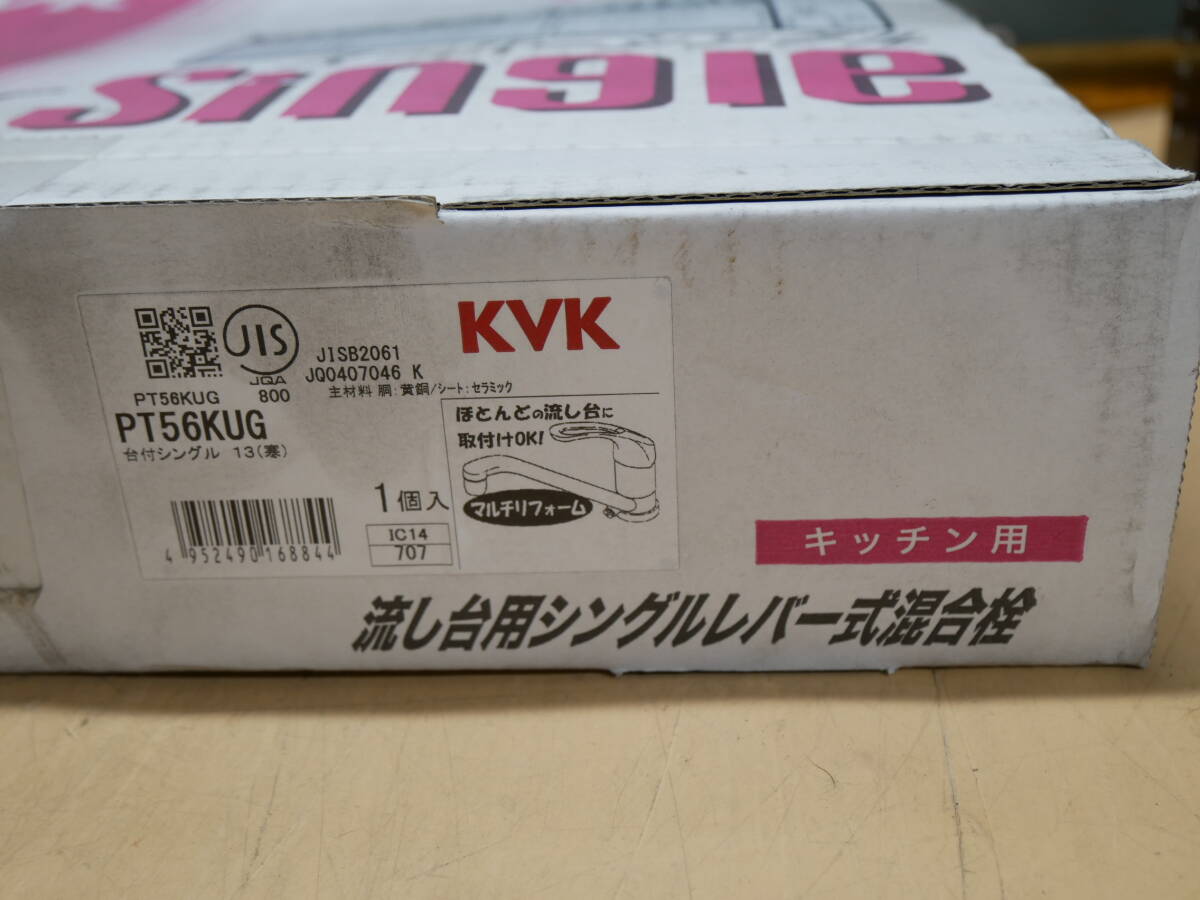 Single
KVK
JIS
JQA
800
JISB2061
JQ0407046 K
主材料 胴:黄銅/シート:セラミック
PT56KUG
PT56KUG
台付シングル 13(寒)
ほとんどの流し台に
取付けOK!
マルチリフォーム
1個入
IC14
707
4 952490 168844
キッチン用
流し台用シングルレバー式混合栓